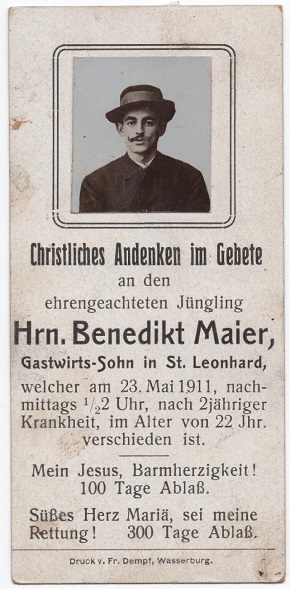 Christliches Andenken im Gebete
an den
ehrengeachteten Jüngling
Hrn. Benedikt Maier,
Gastwirts-Sohn in St. Leonhard,
welcher am 23. Mai 1911, nach-
mittags 1/2 2 Uhr, nach 2jähriger
Krankheit, im Alter von 22 Jhr.
verschieden ist.
Mein Jesus, Barmherzigkeit!
100 Tage Ablaß.
Süßes Herz Mariä, sei meine
Rettung! 300 Tage Ablaß.
Druck v. Fr. Dempf, Wasserburg.